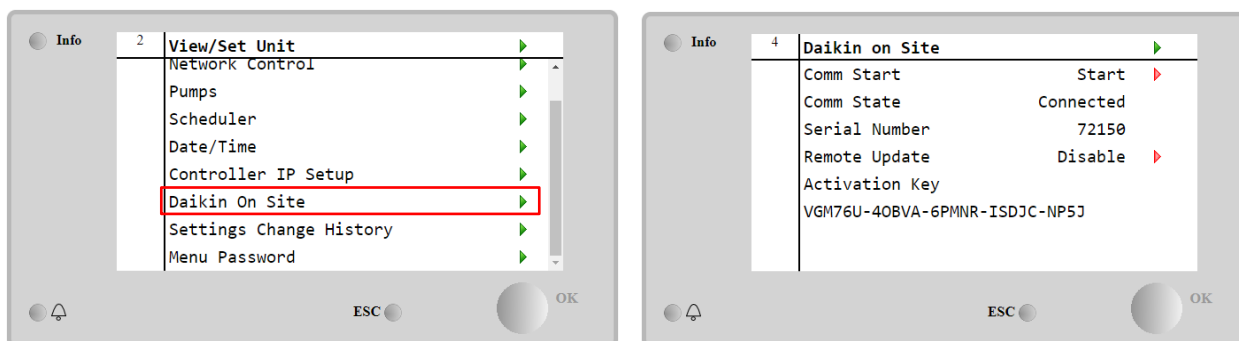 Info
2 View/Set Unit
Network Control
Pumps
Scheduler
Date/Time
Controller IP Setup
Daikin On Site
Settings Change History
Menu Password
ESC
OK
Info
4 Daikin on Site
Comm Start Start
Comm State Connected
Serial Number 72150
Remote Update Disable
Activation Key
VGM76U-4OBVA-6PMNR-ISDJC-NP5J
ESC
OK